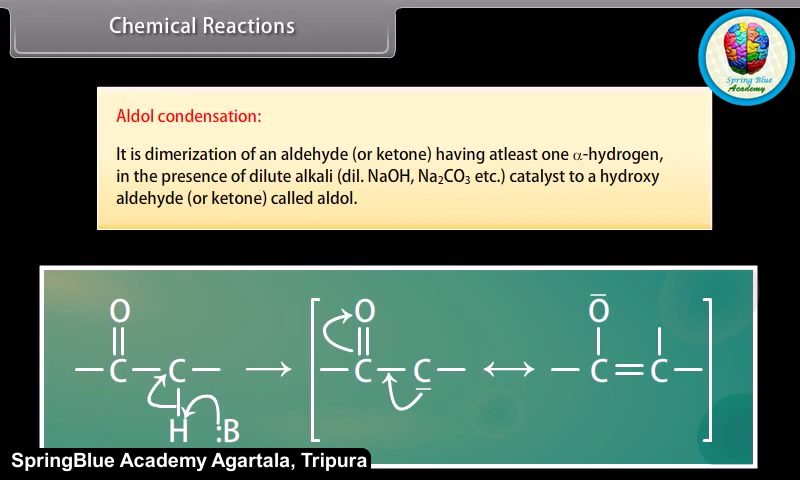 Chemical Reactions
Spring Blue
Academy
Aldol condensation:
It is dimerization of an aldehyde (or ketone) having atleast one α-hydrogen,
in the presence of dilute alkali (dil. NaOH, Na₂CO₃ etc.) catalyst to a hydroxy
aldehyde (or ketone) called aldol.
O O O̅
— C — C — → [ — C — C̲ — ↔ — C = C — ]
H :B
SpringBlue Academy Agartala, Tripura